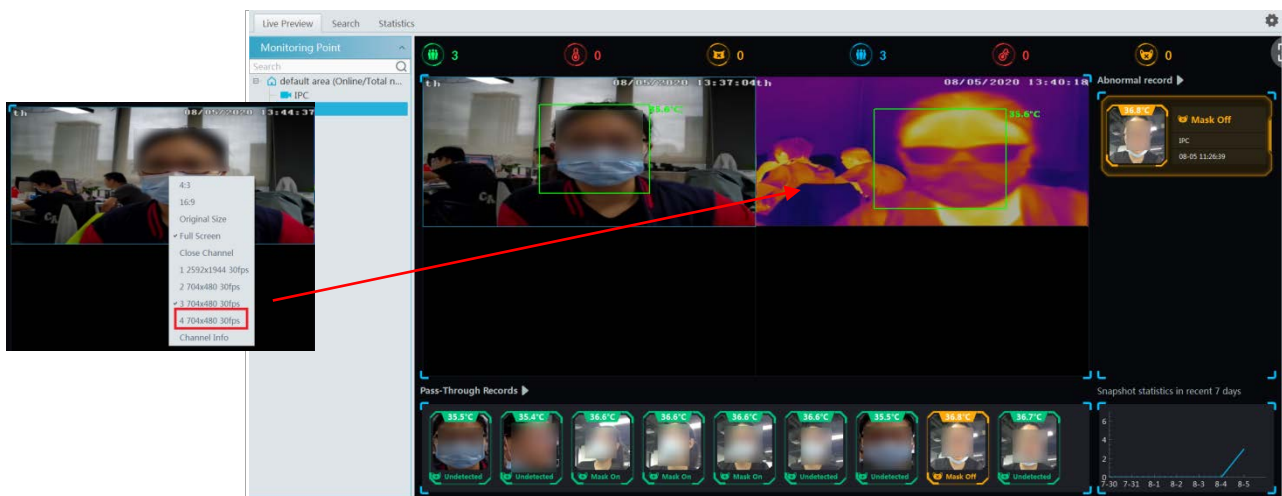 Live Preview Search Statistics
Monitoring Point
Search
default area (Online/Total n...
IPC
3 0 0 3 0 0
th 08/05/2020 13:37:04
35.6°C
th 08/05/2020 13:40:18
35.6°C
Abnormal record
36.8°C
Mask Off
IPC
08-05 11:26:39
th 08/05/2020 13:44:37
4:3
16:9
Original Size
Full Screen
Close Channel
1 2592x1944 30fps
2 704x480 30fps
3 704x480 30fps
4 704x480 30fps
Channel Info
Pass-Through Records
35.5°C 35.4°C 36.6°C 36.6°C 36.6°C 36.6°C 35.5°C 36.8°C 36.7°C
Undetected Undetected Mask On Mask On Mask On Undetected Undetected Mask Off Undetected
Snapshot statistics in recent 7 days
6
4
2
0
7-30 7-31 8-1 8-2 8-3 8-4 8-5